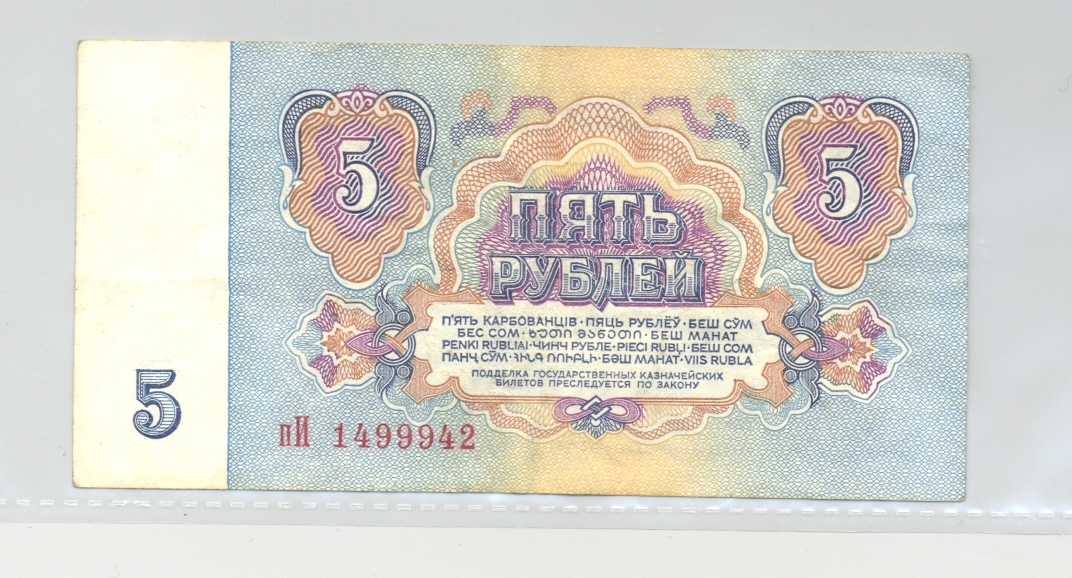 5
5
ПЯТЬ
РУБЛЕЙ
П'ЯТЬ КАРБОВАНЦІВ · ПЯЦЬ РУБЛЁЎ · БЕШ СЎМ
БЕС СОМ · ᲮᲣᲗᲘ ᲛᲐᲜᲔᲗᲘ · БЕШ МАНАТ
PENKI RUBLIAI · ЧИНЧ РУБЛЕ · PIECI RUBĻI · БЕШ СОМ
ПАНҶ СӮМ · ՀԻՆԳ ՌՈՒԲԼԻ · БӘШ МАНАТ · VIIS RUBLA
ПОДДЕЛКА ГОСУДАРСТВЕННЫХ КАЗНАЧЕЙСКИХ
БИЛЕТОВ ПРЕСЛЕДУЕТСЯ ПО ЗАКОНУ
5
пИ 1499942